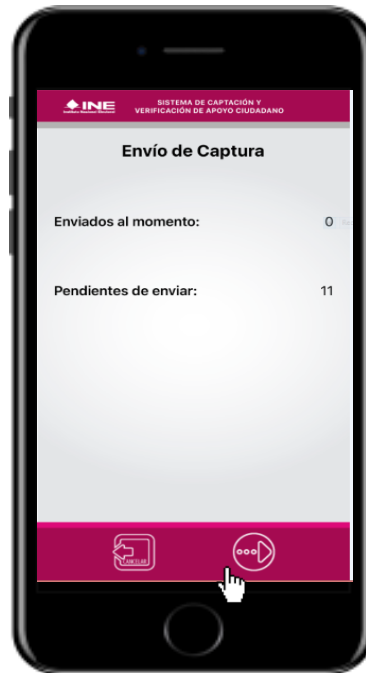 INE
SISTEMA DE CAPTACIÓN Y
VERIFICACIÓN DE APOYO CIUDADANO
Envío de Captura
Enviados al momento: 0
Pendientes de enviar: 11
CANCELAR